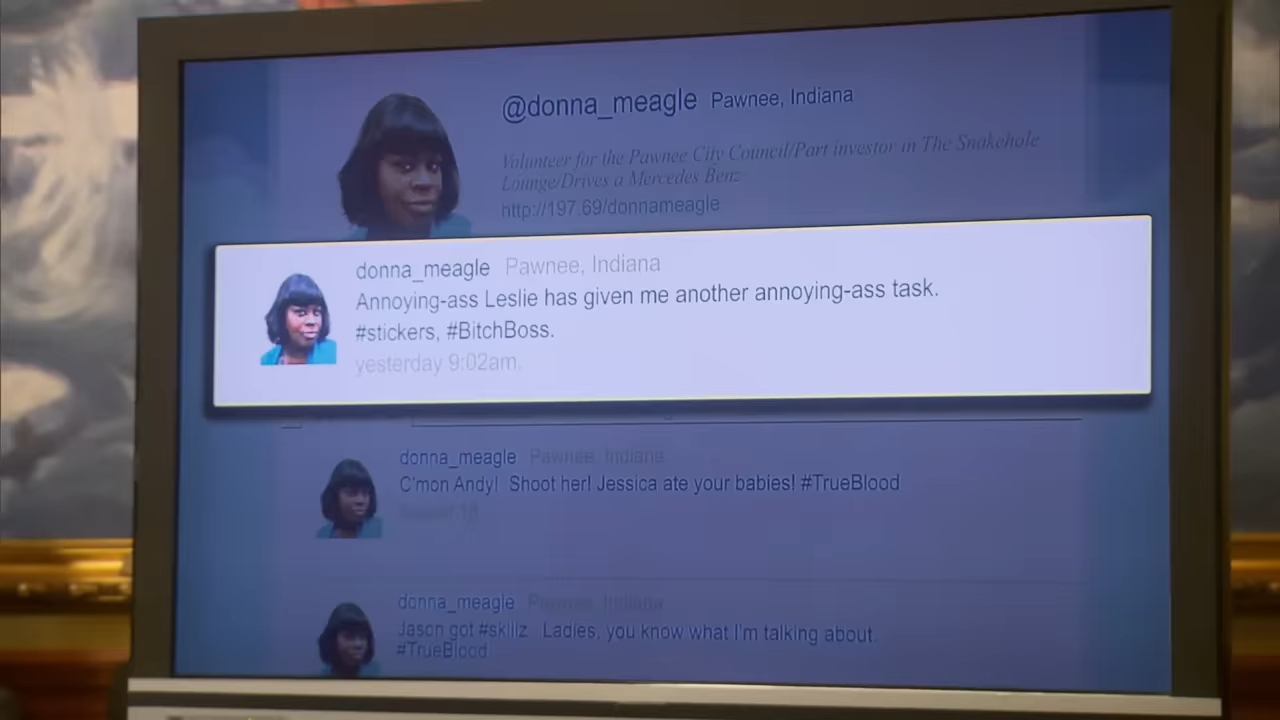 @donna_meagle Pawnee, Indiana
Volunteer for the Pawnee City Council/Part investor in The Snakehole
Lounge/Drives a Mercedes Benz
http://197.69/donnameagle
donna_meagle Pawnee, Indiana
Annoying-ass Leslie has given me another annoying-ass task.
#stickers, #BitchBoss.
yesterday 9:02am.
donna_meagle Pawnee, Indiana
C'mon Andy! Shoot her! Jessica ate your babies! #TrueBlood
donna_meagle Pawnee, Indiana
Jason got #skillz Ladies, you know what I'm talking about.
#TrueBlood